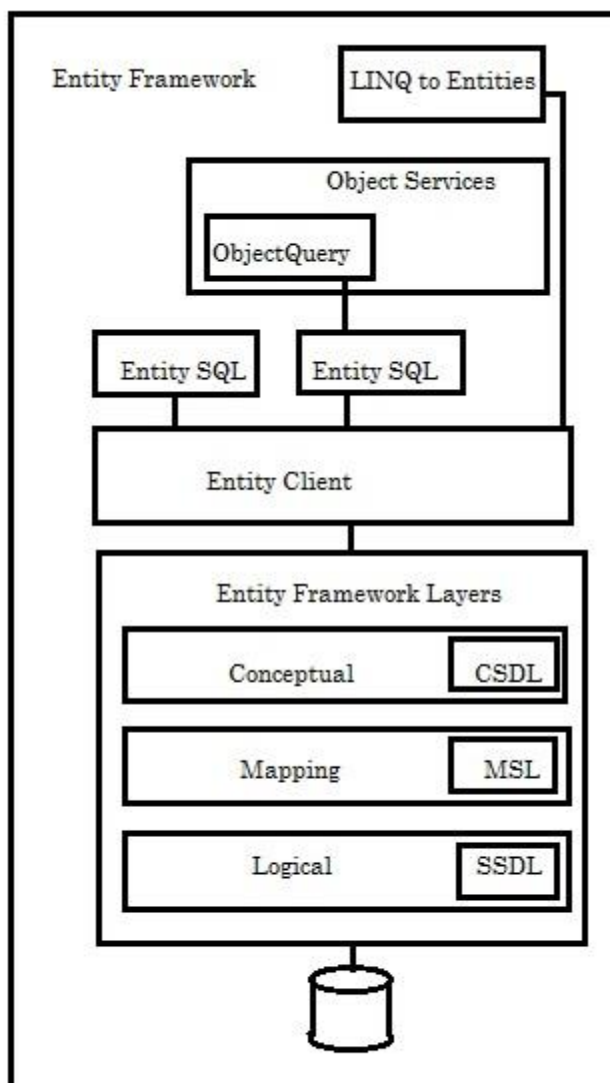 Entity Framework
LINQ to Entities
Object Services
ObjectQuery
Entity SQL
Entity SQL
Entity Client
Entity Framework Layers
Conceptual
CSDL
Mapping
MSL
Logical
SSDL